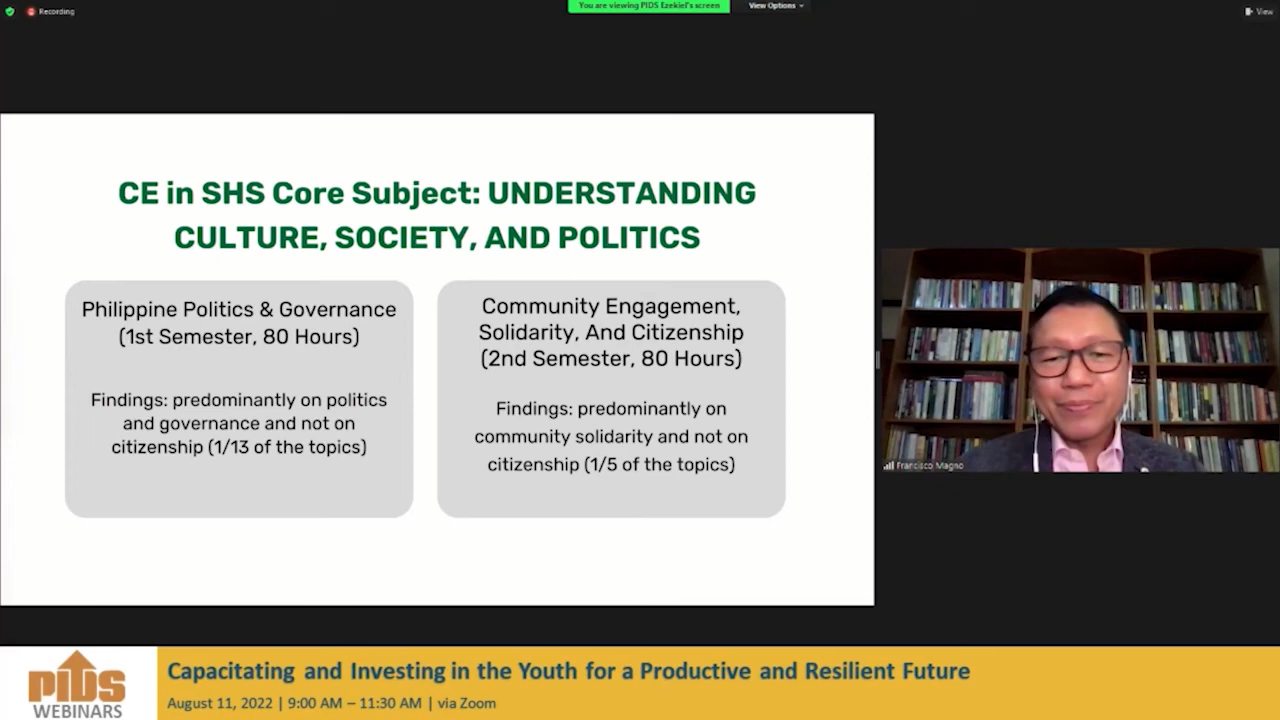 Recording
You are viewing PIDS Ezekiel's screen
View Options
View
CE in SHS Core Subject: UNDERSTANDING
CULTURE, SOCIETY, AND POLITICS
Philippine Politics & Governance
(1st Semester, 80 Hours)
Findings: predominantly on politics
and governance and not on
citizenship (1/13 of the topics)
Community Engagement,
Solidarity, And Citizenship
(2nd Semester, 80 Hours)
Findings: predominantly on
community solidarity and not on
citizenship (1/5 of the topics)
Francisco Magno
PIDS
WEBINARS
Capacitating and Investing in the Youth for a Productive and Resilient Future
August 11, 2022 | 9:00 AM – 11:30 AM | via Zoom